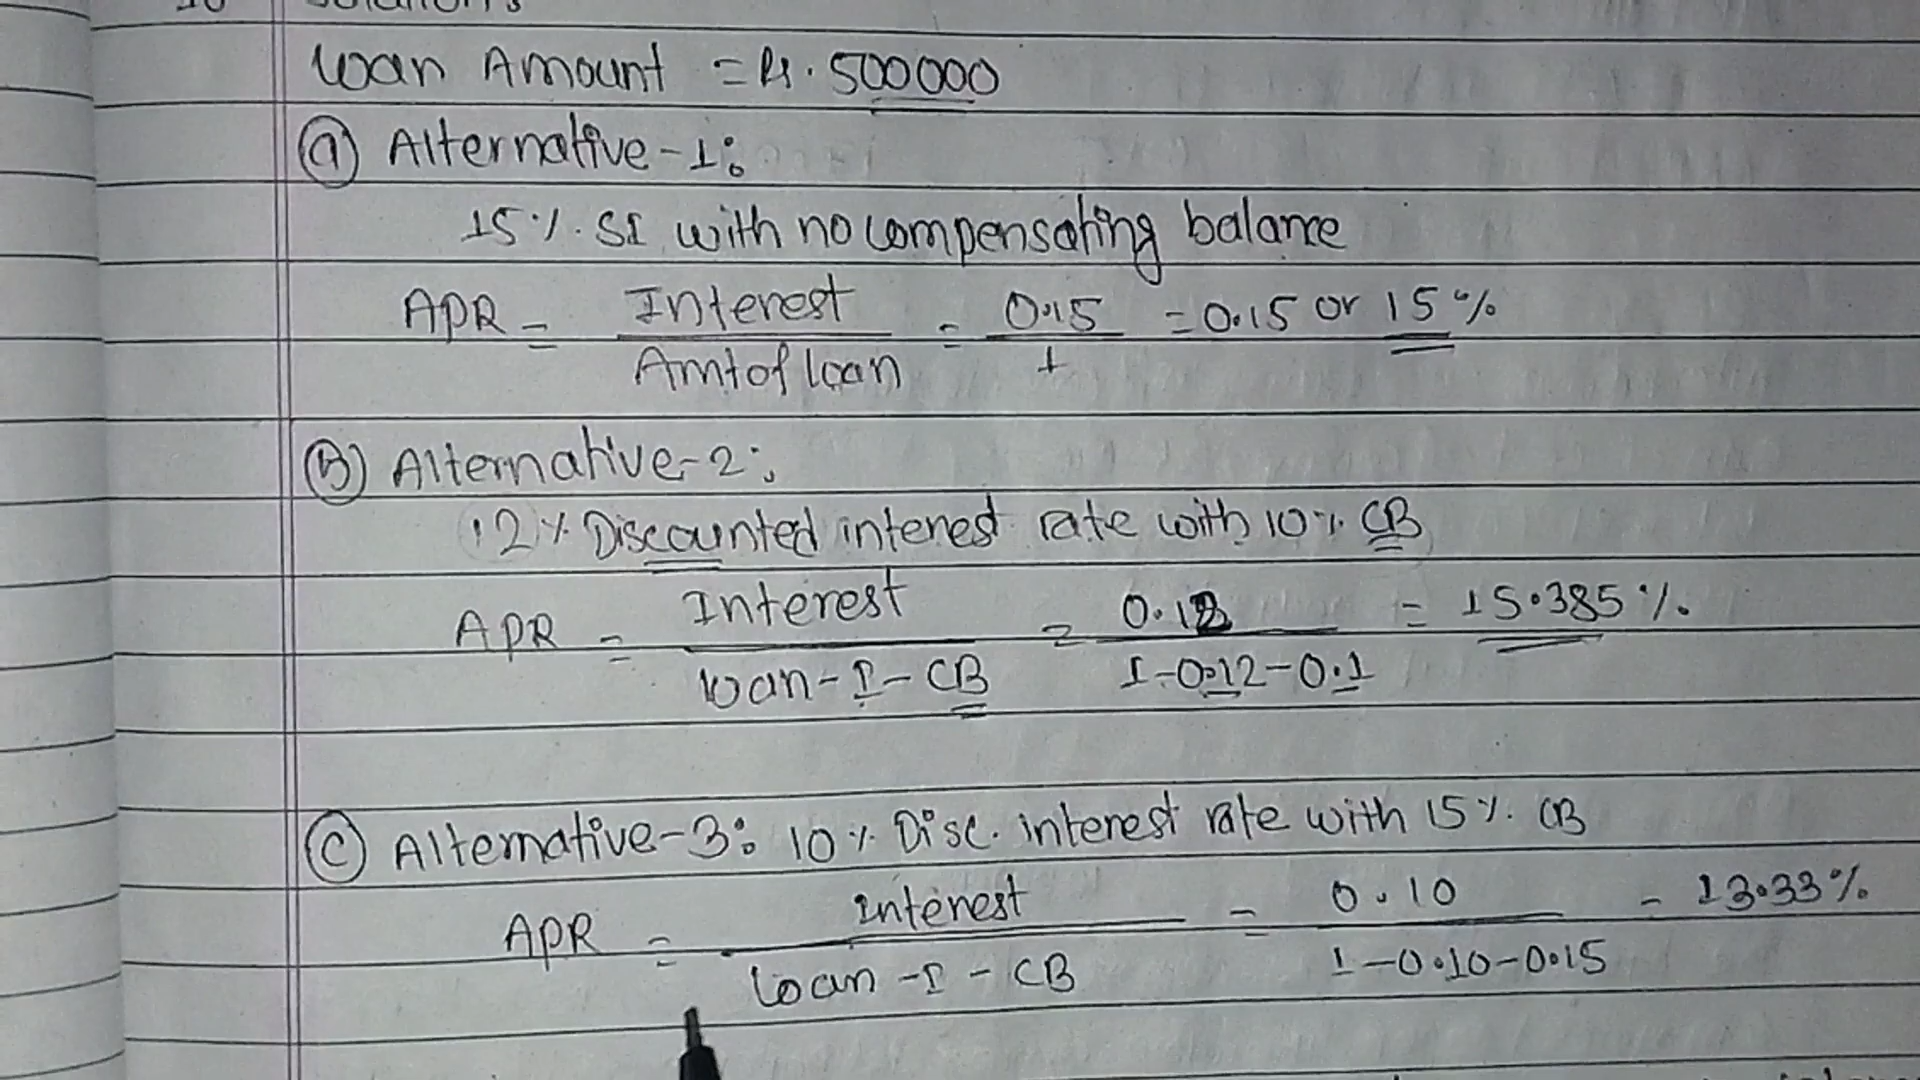 Loan Amount = Rs. 500000
(a) Alternative-1:
15%. SI with no compensating balance
APR = Interest / Amt of loan = 0.15 / 1 = 0.15 or 15%
(B) Alternative-2:
12% Discounted interest rate with 10% CB
APR = Interest / Loan - I - CB = 0.12 / 1-0.12-0.1 = 15.385%.
(C) Alternative-3: 10% Disc. interest rate with 15%. CB
APR = interest / Loan - I - CB = 0.10 / 1-0.10-0.15 = 13.33%